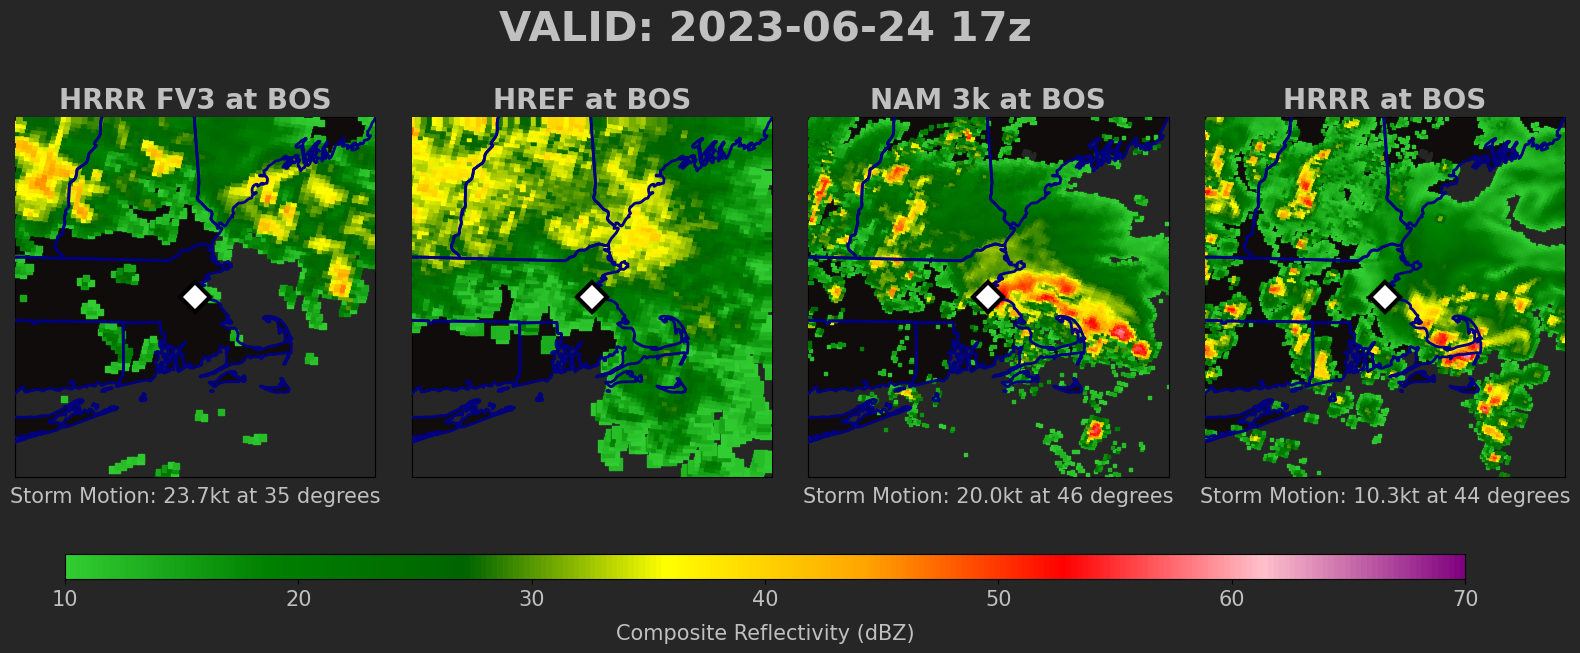 VALID: 2023-06-24 17z
HRRR FV3 at BOS
HREF at BOS
NAM 3k at BOS
HRRR at BOS
Storm Motion: 23.7kt at 35 degrees
Storm Motion: 20.0kt at 46 degrees
Storm Motion: 10.3kt at 44 degrees
10 20 30 40 50 60 70
Composite Reflectivity (dBZ)